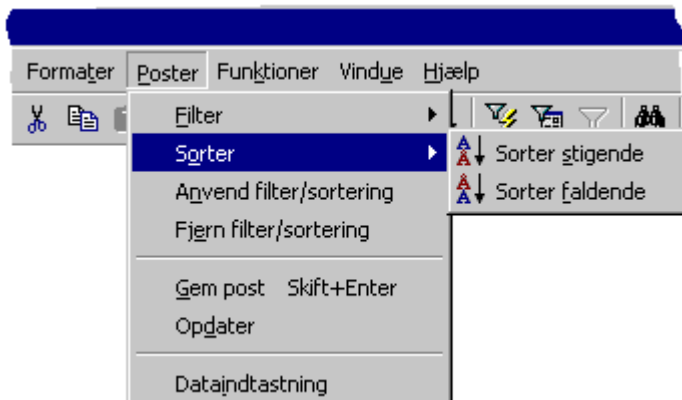 Formater Poster Funktioner Vindue Hjælp
Filter
Sorter
Sorter stigende
Anvend filter/sortering
Sorter faldende
Fjern filter/sortering
Gem post Skift+Enter
Opdater
Dataindtastning